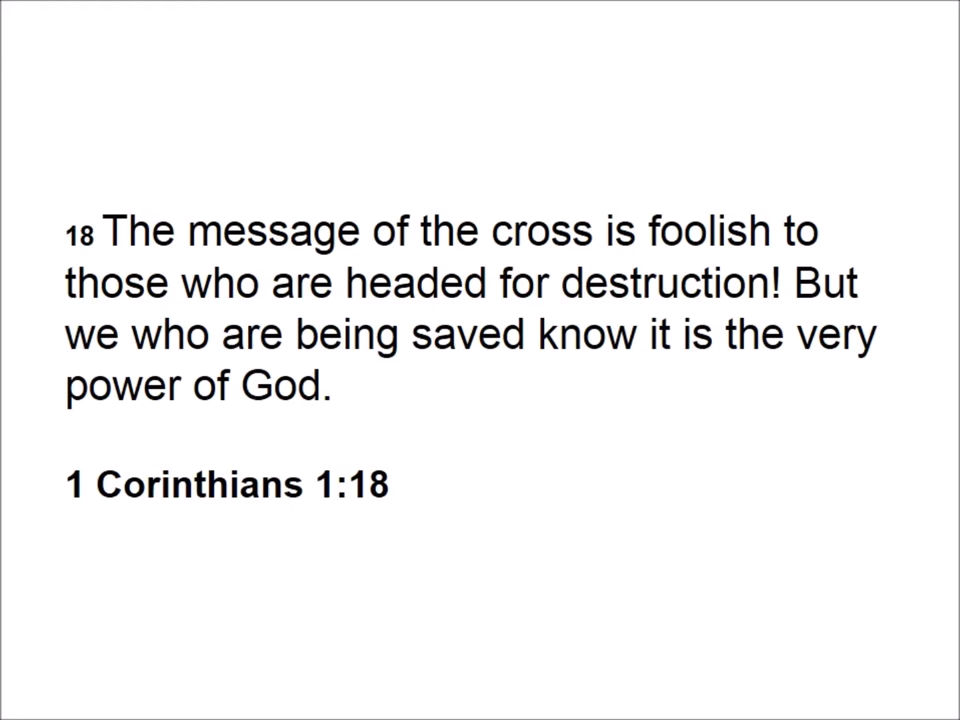 18 The message of the cross is foolish to
those who are headed for destruction! But
we who are being saved know it is the very
power of God.
1 Corinthians 1:18